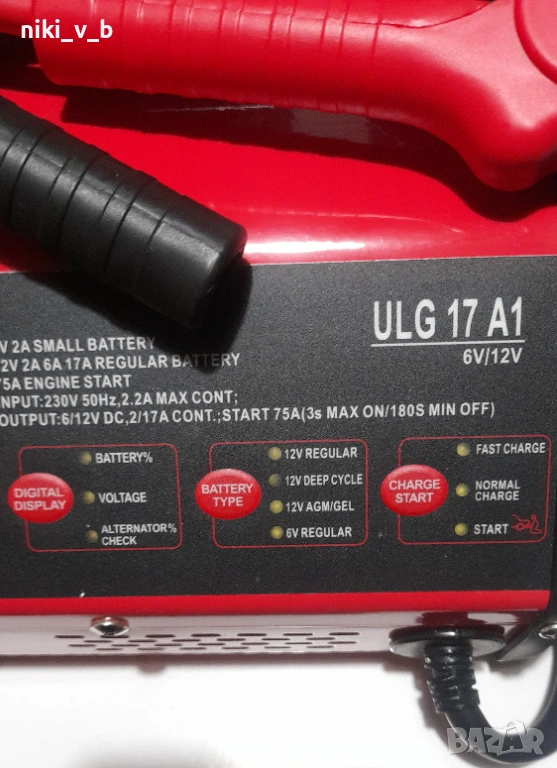 niki_v_b
ULG 17 A1
6V/12V
V 2A SMALL BATTERY
2V 2A 6A 17A REGULAR BATTERY
75A ENGINE START
INPUT:230V 50Hz,2.2A MAX CONT;
OUTPUT:6/12V DC,2/17A CONT.;START 75A(3s MAX ON/180S MIN OFF)
DIGITAL
DISPLAY
BATTERY%
VOLTAGE
ALTERNATOR%
CHECK
BATTERY
TYPE
12V REGULAR
12V DEEP CYCLE
12V AGM/GEL
6V REGULAR
CHARGE
START
FAST CHARGE
NORMAL
CHARGE
START
BAZAR